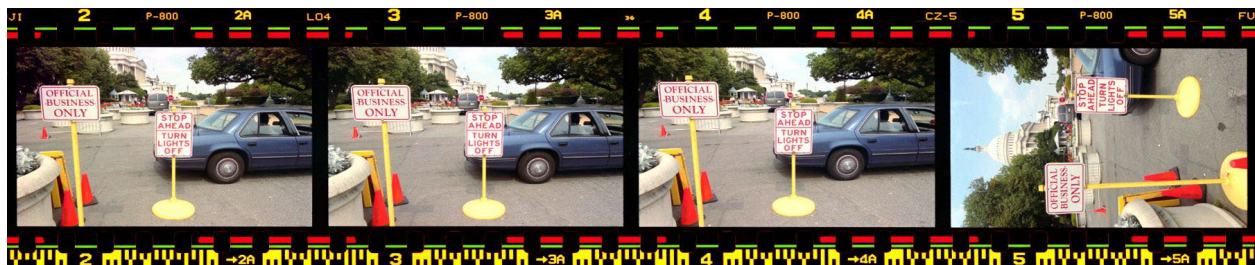 JI 2 P-800 2A LO4 3 P-800 3A 36 4 P-800 4A CZ-5 5 P-800 5A FU
OFFICIAL
BUSINESS
ONLY
STOP
AHEAD
TURN
LIGHTS
OFF
OFFICIAL
BUSINESS
ONLY
STOP
AHEAD
TURN
LIGHTS
OFF
OFFICIAL
BUSINESS
ONLY
STOP
AHEAD
TURN
LIGHTS
OFF
STOP
AHEAD
TURN
LIGHTS
OFF
OFFICIAL
BUSINESS
ONLY
2 →2A 3 →3A 4 →4A 5 →5A